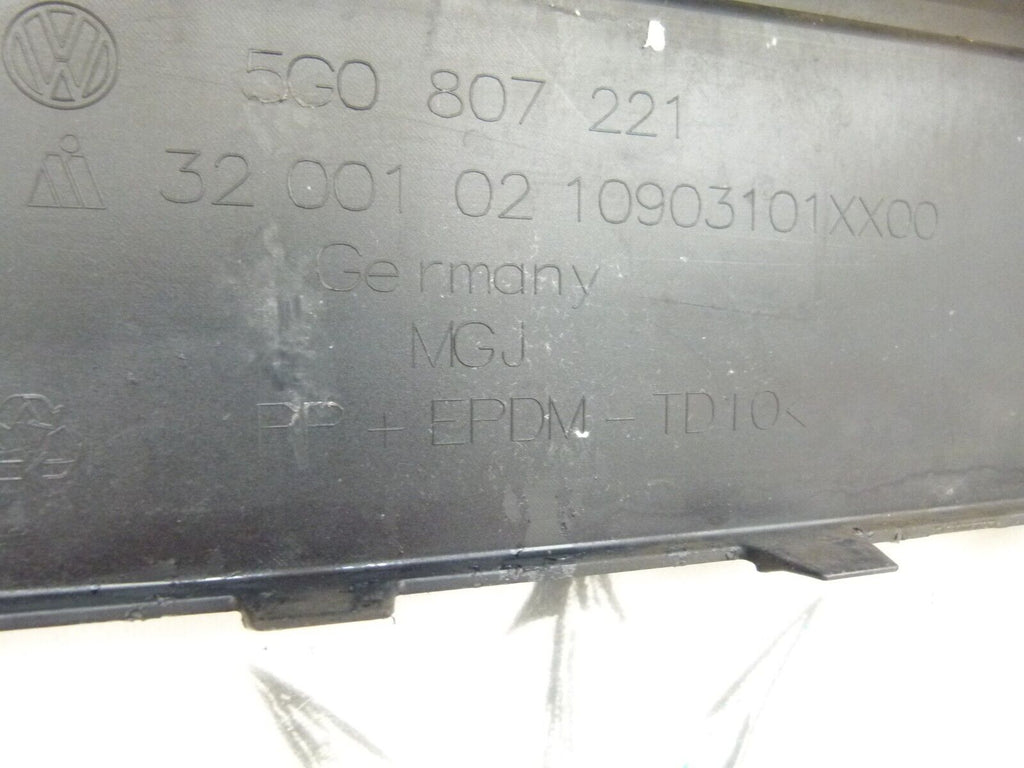 5G0 807 221
32 001 02 10903101XX00
Germany
MGJ
PP + EPDM - TD10<